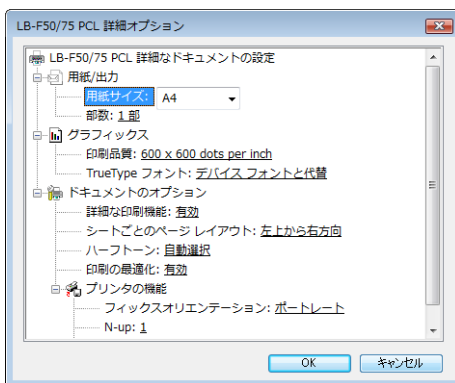 LB-F50/75 PCL 詳細オプション
LB-F50/75 PCL 詳細なドキュメントの設定
用紙/出力
用紙サイズ: A4
部数: 1 部
グラフィックス
印刷品質: 600 x 600 dots per inch
TrueType フォント: デバイス フォントと代替
ドキュメントのオプション
詳細な印刷機能: 有効
シートごとのページ レイアウト: 左上から右方向
ハーフトーン: 自動選択
印刷の最適化: 有効
プリンタの機能
フィックスオリエンテーション: ポートレート
N-up: 1
OK キャンセル